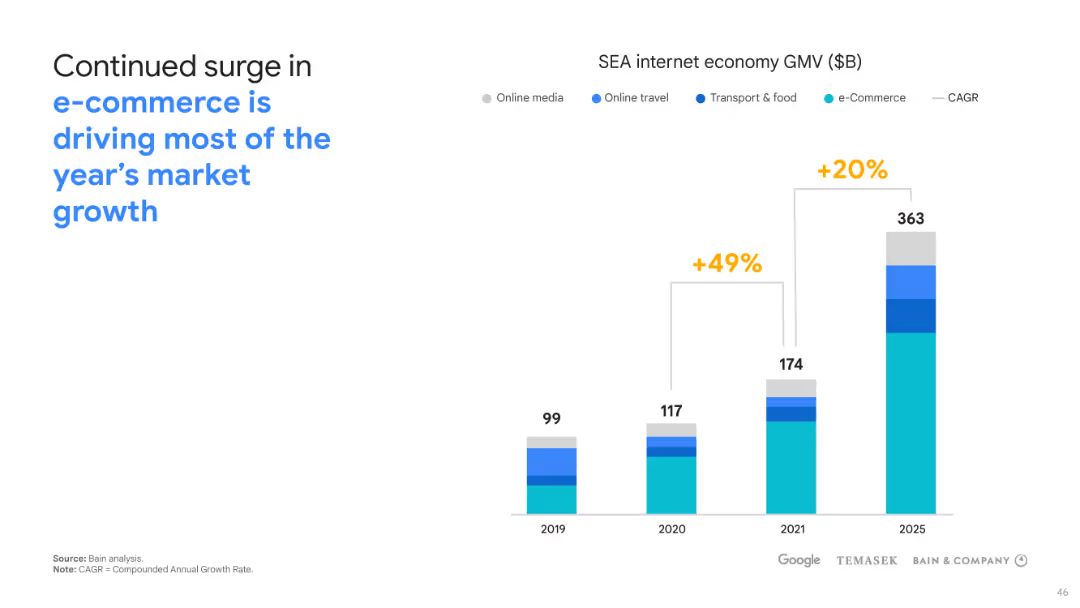 Continued surge in
e-commerce is
driving most of the
year's market
growth
SEA internet economy GMV ($B)
Online media
Online travel
Transport & food
e-Commerce
CAGR
+20%
363
+49%
174
117
99
2019
2020
2021
2025
Source: Bain analysis.
Note: CAGR = Compounded Annual Growth Rate.
Google
TEMASEK
BAIN & COMPANY
46